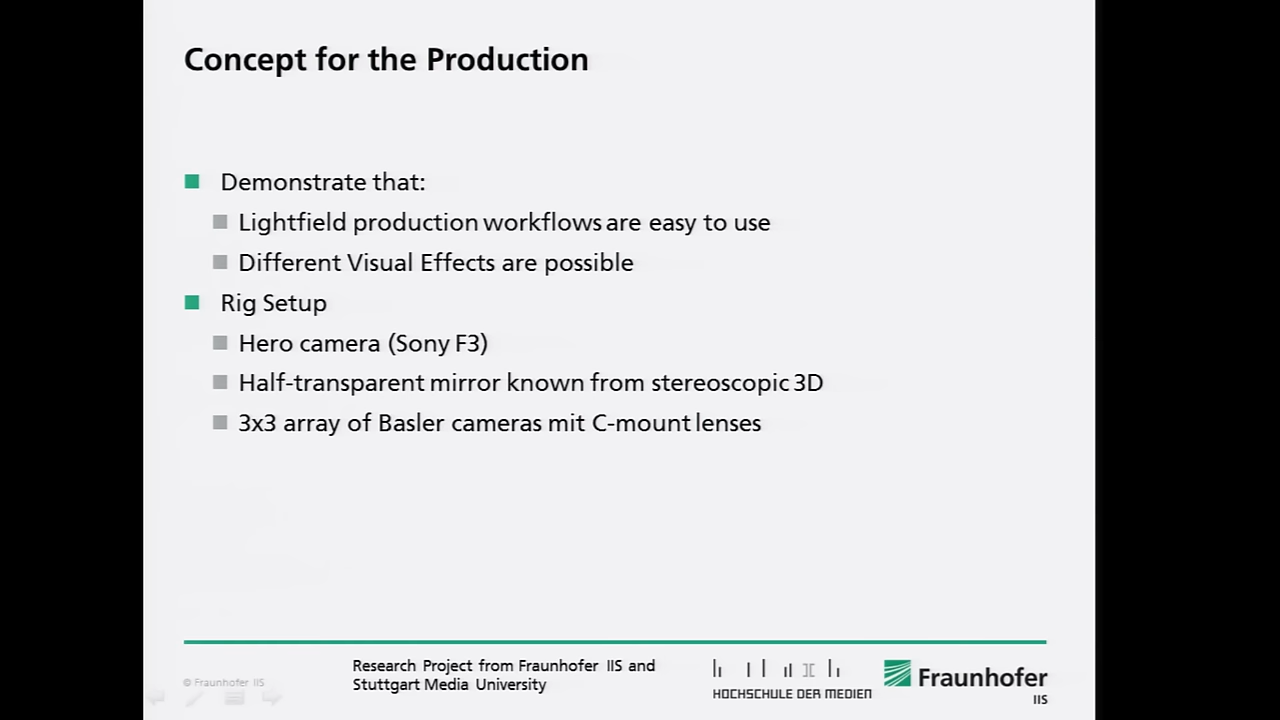 Concept for the Production
Demonstrate that:
Lightfield production workflows are easy to use
Different Visual Effects are possible
Rig Setup
Hero camera (Sony F3)
Half-transparent mirror known from stereoscopic 3D
3x3 array of Basler cameras mit C-mount lenses
© Fraunhofer IIS
Research Project from Fraunhofer IIS and
Stuttgart Media University
HOCHSCHULE DER MEDIEN
Fraunhofer
IIS